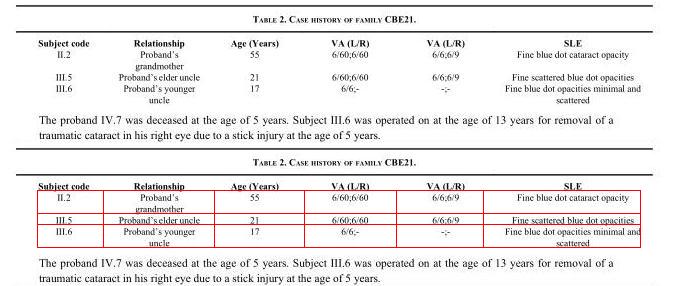 TABLE 2. CASE HISTORY OF FAMILY CBE21.
Subject code Relationship Age (Years) VA (L/R) VA (L/R) SLE
II.2 Proband's 55 6/60;6/60 6/6;6/9 Fine blue dot cataract opacity
grandmother
III.5 Proband's elder uncle 21 6/60;6/60 6/6;6/9 Fine scattered blue dot opacities
III.6 Proband's younger 17 6/6;- -;- Fine blue dot opacities minimal and
uncle scattered
The proband IV.7 was deceased at the age of 5 years. Subject III.6 was operated on at the age of 13 years for removal of a
traumatic cataract in his right eye due to a stick injury at the age of 5 years.
TABLE 2. CASE HISTORY OF FAMILY CBE21.
Subject code Relationship Age (Years) VA (L/R) VA (L/R) SLE
II.2 Proband's 55 6/60;6/60 6/6;6/9 Fine blue dot cataract opacity
grandmother
III.5 Proband's elder uncle 21 6/60;6/60 6/6;6/9 Fine scattered blue dot opacities
III.6 Proband's younger 17 6/6;- -;- Fine blue dot opacities minimal and
uncle scattered
The proband IV.7 was deceased at the age of 5 years. Subject III.6 was operated on at the age of 13 years for removal of a
traumatic cataract in his right eye due to a stick injury at the age of 5 years.